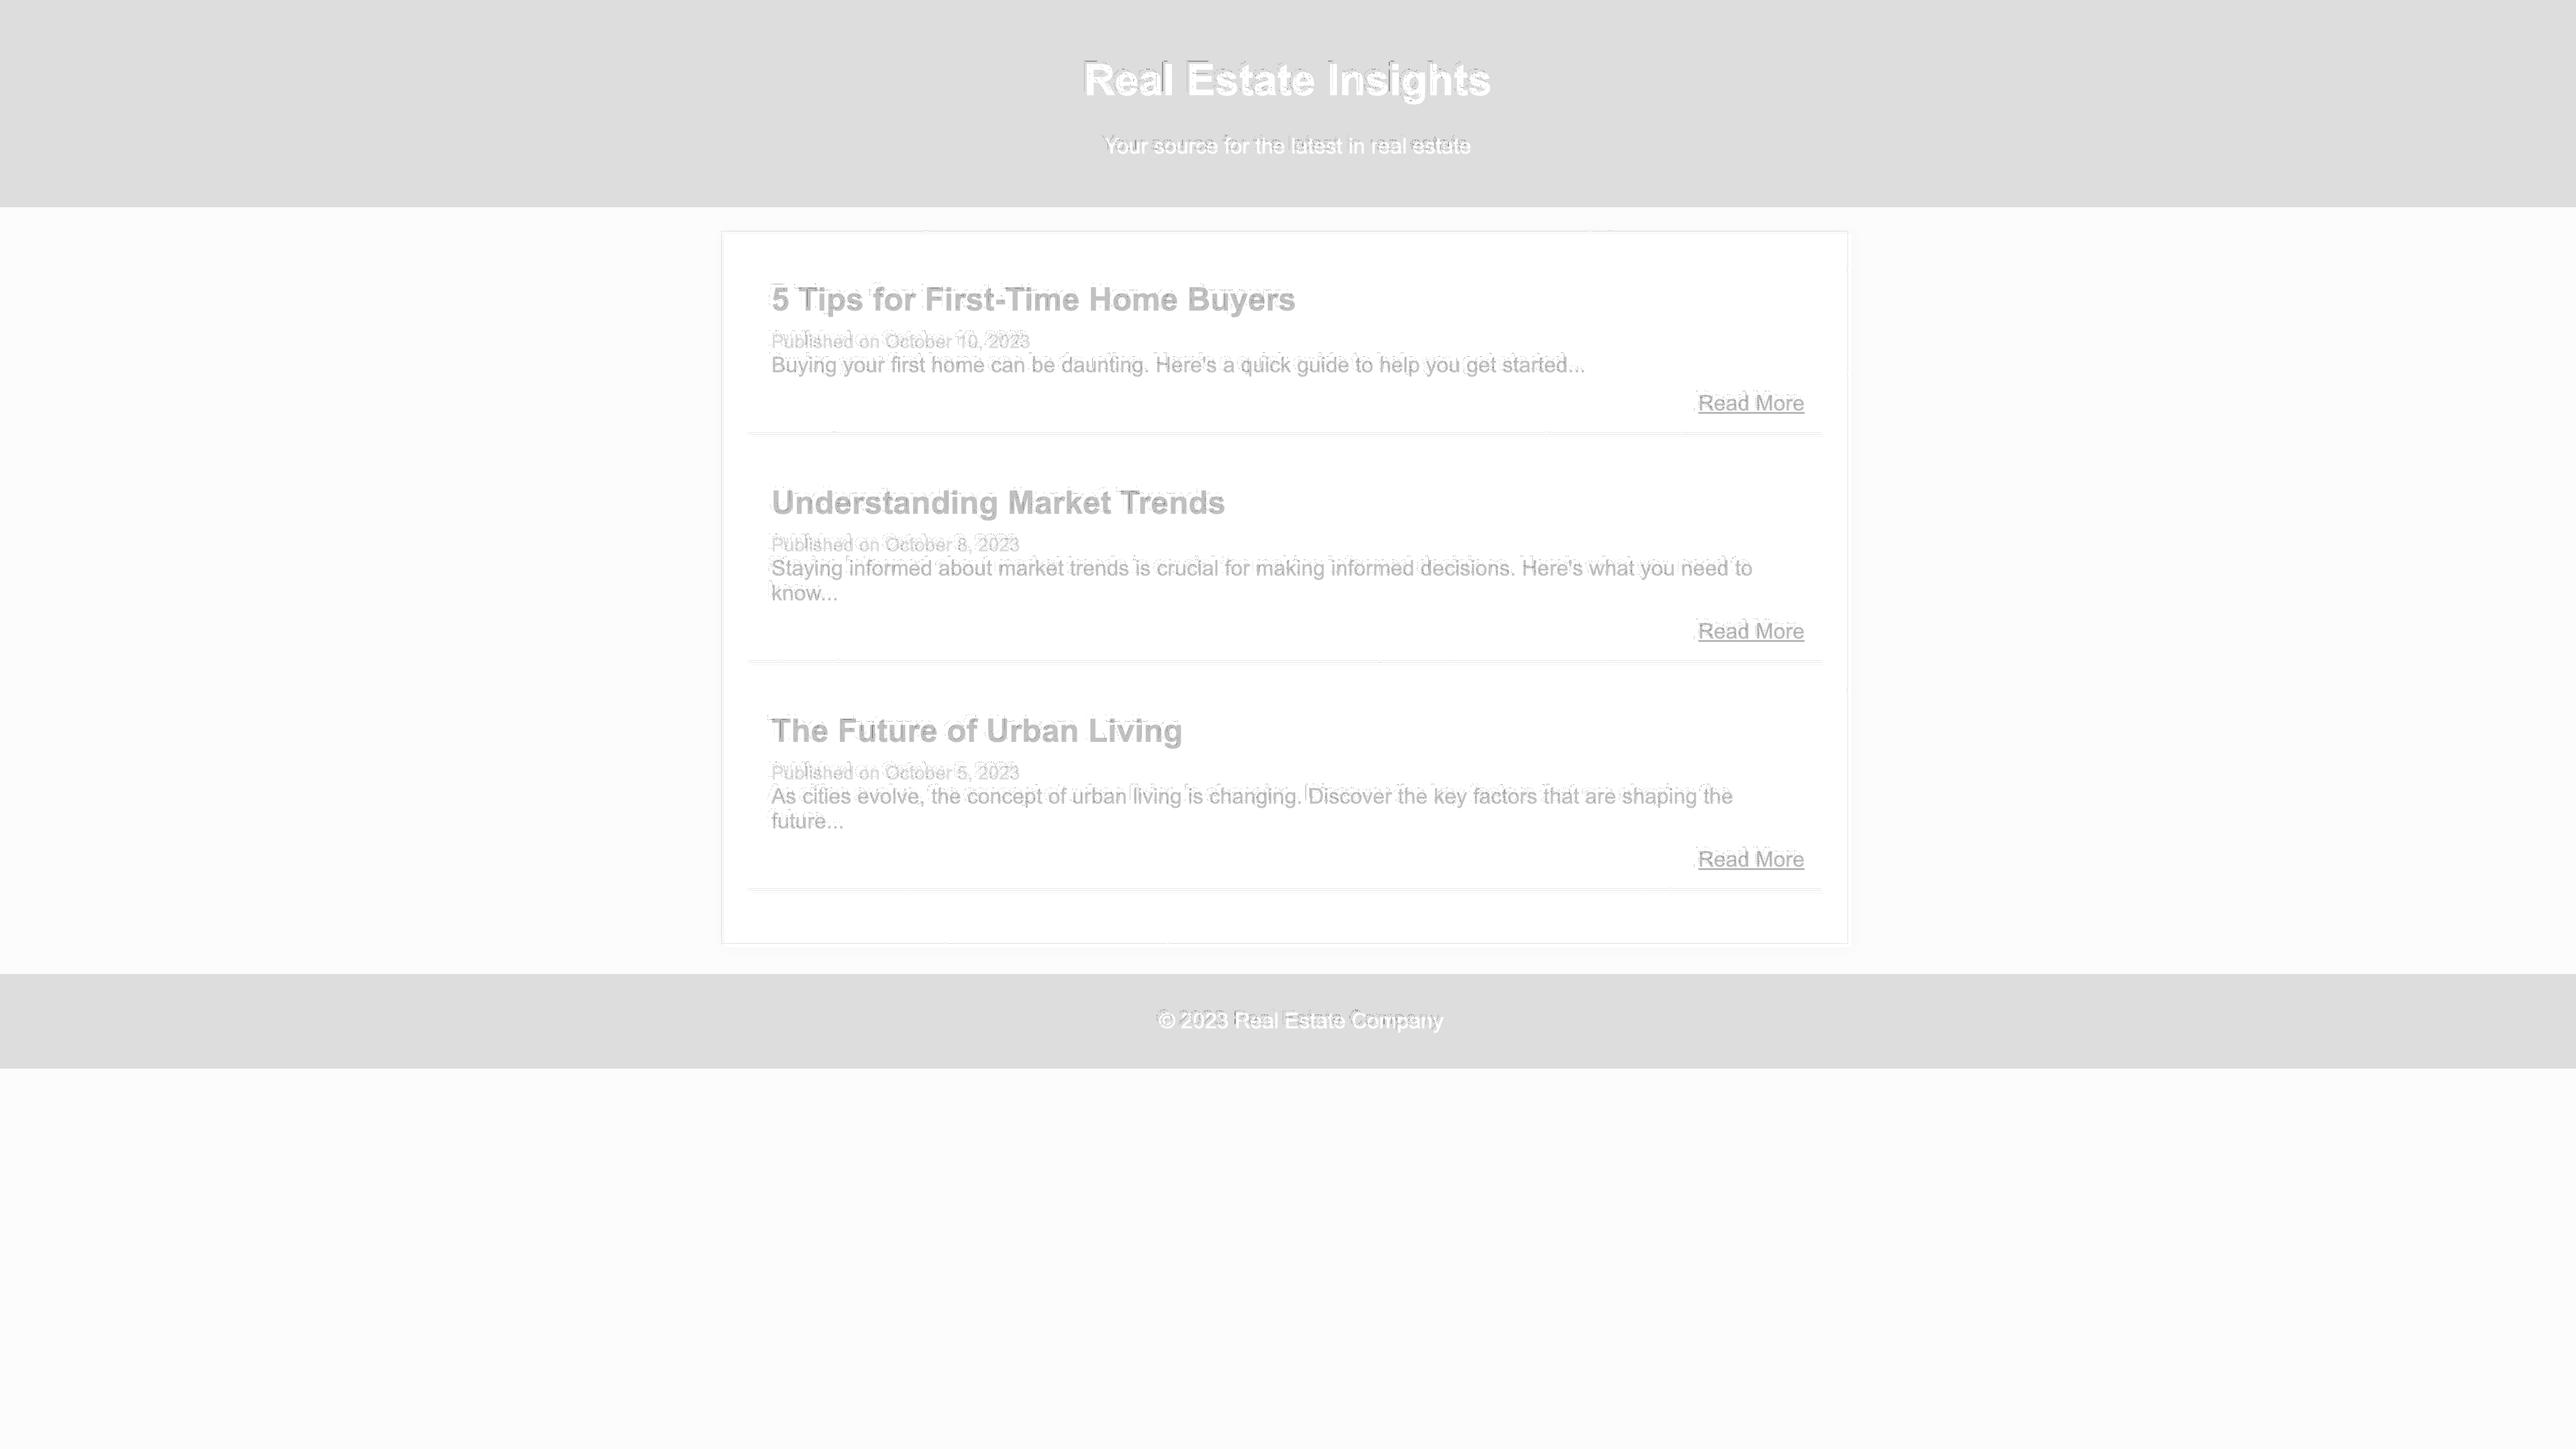 Real Estate Insights
Your source for the latest in real estate
5 Tips for First-Time Home Buyers
Published on October 10, 2023
Buying your first home can be daunting. Here's a quick guide to help you get started...
Read More
Understanding Market Trends
Published on October 8, 2023
Staying informed about market trends is crucial for making informed decisions. Here's what you need to
know...
Read More
The Future of Urban Living
Published on October 5, 2023
As cities evolve, the concept of urban living is changing. Discover the key factors that are shaping the
future...
Read More
© 2023 Real Estate Company